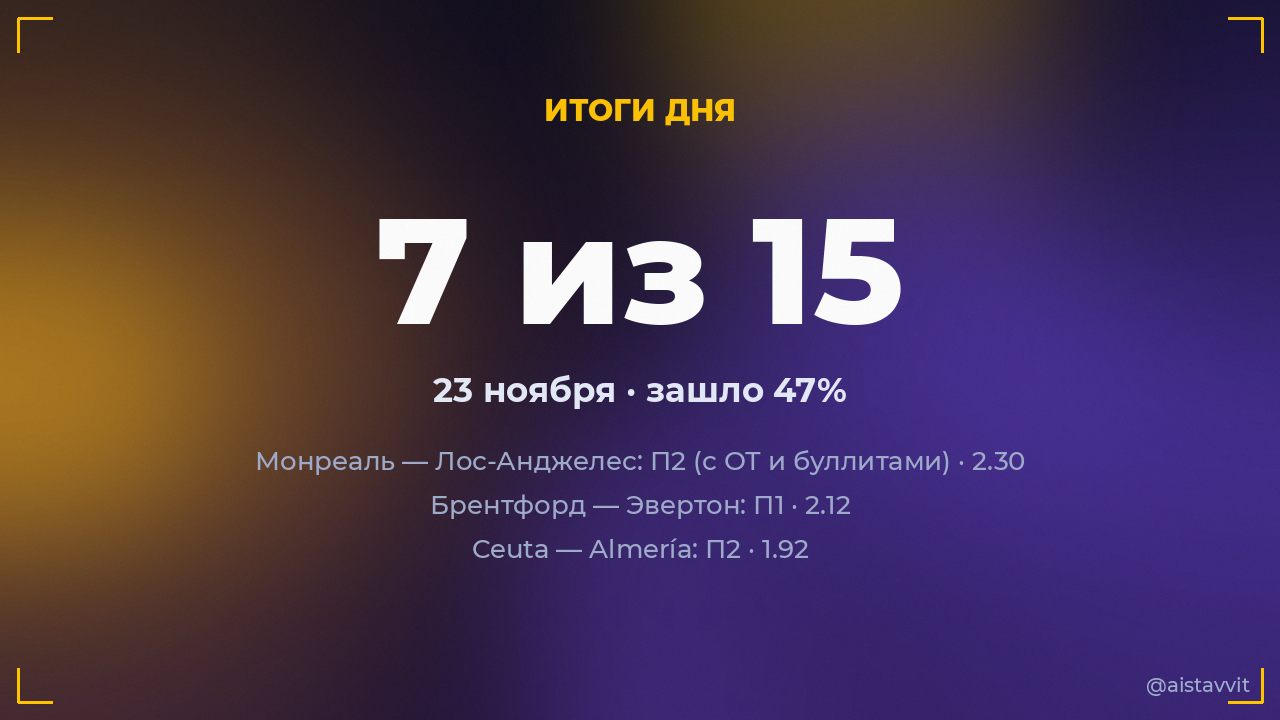 ИТОГИ ДНЯ
7 из 15
23 ноября · зашло 47%
Монреаль — Лос-Анджелес: П2 (с ОТ и буллитами) · 2.30
Брентфорд — Эвертон: П1 · 2.12
Ceuta — Almería: П2 · 1.92
@aistavvit